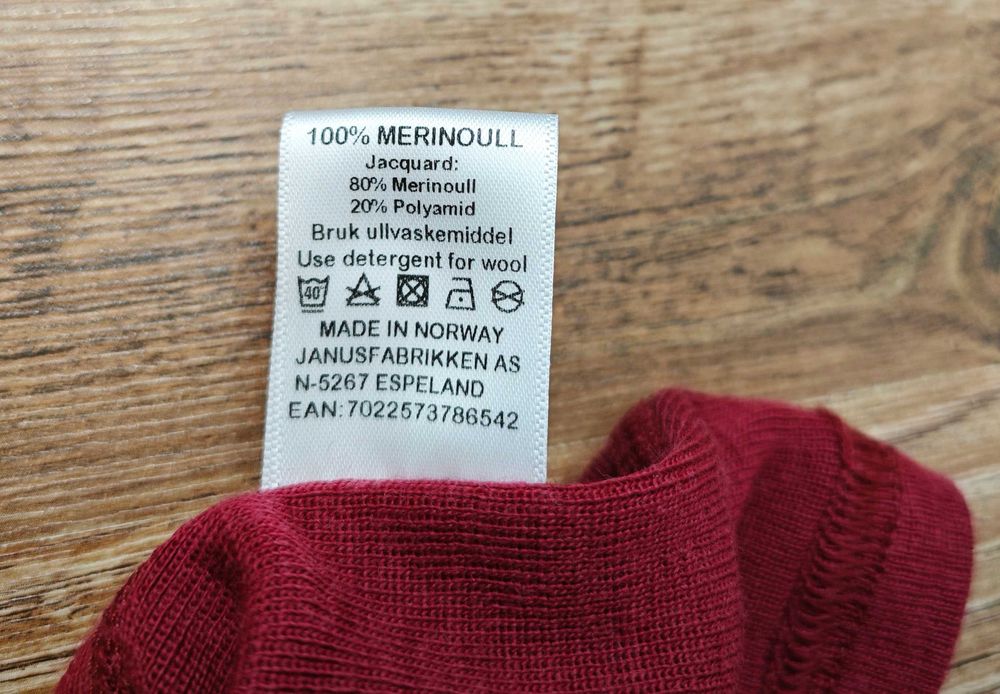 100% MERINOULL
Jacquard:
80% Merinoull
20% Polyamid
Bruk ullvaskemiddel
Use detergent for wool
40
MADE IN NORWAY
JANUSFABRIKKEN AS
N-5267 ESPELAND
EAN:7022573786542